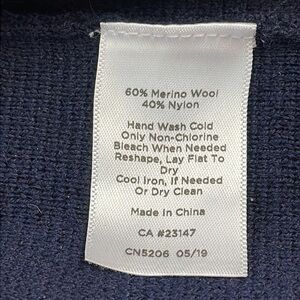 60% Merino Wool
40% Nylon
Hand Wash Cold
Only Non-Chlorine
Bleach When Needed
Reshape, Lay Flat To
Dry
Cool Iron, If Needed
Or Dry Clean
Made in China
CA #23147
CN5206 05/19